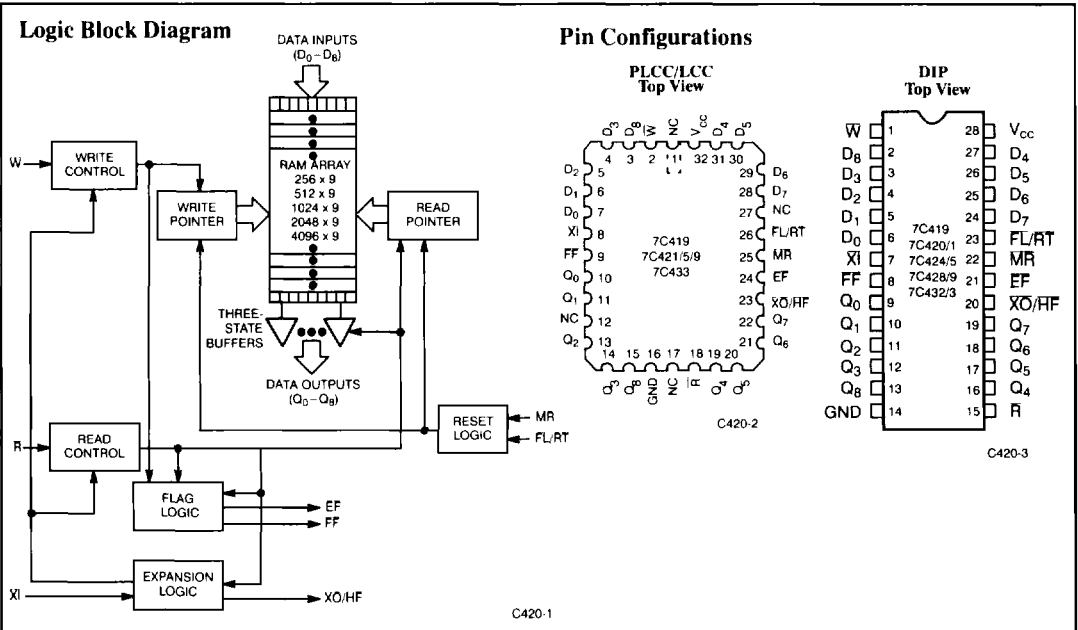 Logic Block Diagram
DATA INPUTS
(D0–D8)
WRITE
CONTROL
W
WRITE
POINTER
RAM ARRAY
256 x 9
512 x 9
1024 x 9
2048 x 9
4096 x 9
READ
POINTER
THREE-
STATE
BUFFERS
DATA OUTPUTS
(Q0–Q8)
RESET
LOGIC
MR
FL/RT
R
READ
CONTROL
FLAG
LOGIC
EF
FF
EXPANSION
LOGIC
XI
XO/HF
C420-1
Pin Configurations
PLCC/LCC
Top View
D3 D8 W̅ NC VCC D4 D5
4 3 2 1 32 31 30
D2 5
D1 6
D0 7
XI 8
FF 9
Q0 10
Q1 11
NC 12
Q2 13
7C419
7C421/5/9
7C433
29 D6
28 D7
27 NC
26 FL/RT
25 MR
24 EF
23 XO/HF
22 Q7
21 Q6
14 15 16 17 18 19 20
Q3 Q8 GND NC R̅ Q4 Q5
C420-2
DIP
Top View
W̅ 1
D8 2
D3 3
D2 4
D1 5
D0 6
XI 7
FF 8
Q0 9
Q1 10
Q2 11
Q3 12
Q8 13
GND 14
7C419
7C420/1
7C424/5
7C428/9
7C432/3
28 VCC
27 D4
26 D5
25 D6
24 D7
23 FL/RT
22 MR
21 EF
20 XO/HF
19 Q7
18 Q6
17 Q5
16 Q4
15 R̅
C420-3